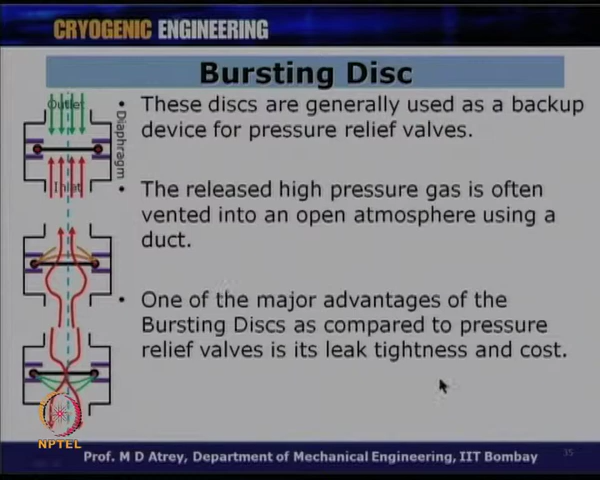 CRYOGENIC ENGINEERING
Bursting Disc
Outlet
Diaphragm
Inlet
• These discs are generally used as a backup
device for pressure relief valves.
• The released high pressure gas is often
vented into an open atmosphere using a
duct.
• One of the major advantages of the
Bursting Discs as compared to pressure
relief valves is its leak tightness and cost.
NPTEL
Prof. M D Atrey, Department of Mechanical Engineering, IIT Bombay
35